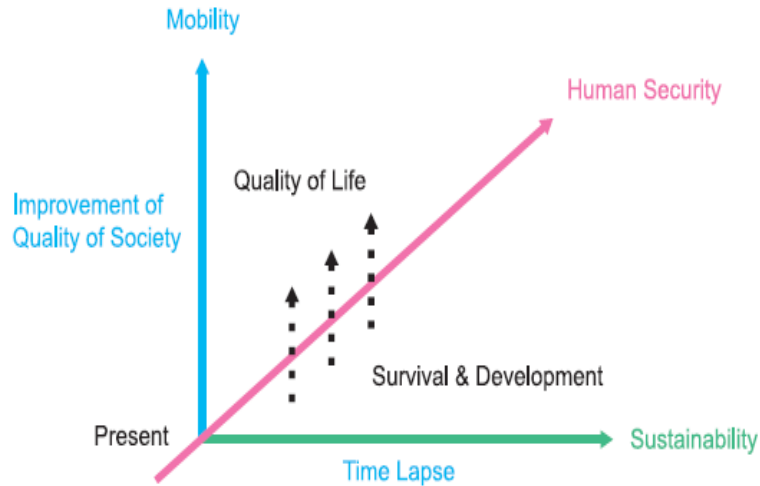 Mobility
Human Security
Quality of Life
Improvement of
Quality of Society
Survival & Development
Present
Sustainability
Time Lapse